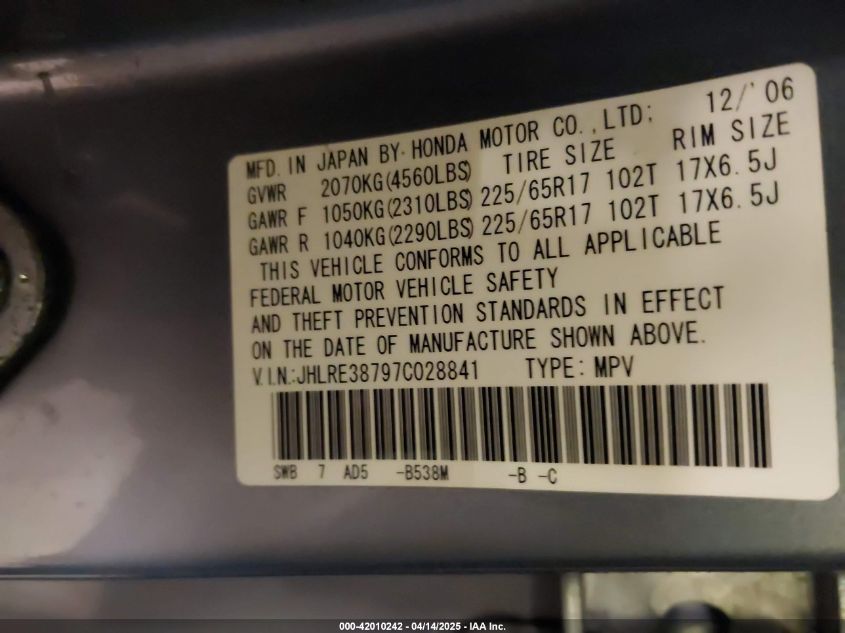 MFD. IN JAPAN BY HONDA MOTOR CO.,LTD; 12/'06
GVWR 2070KG(4560LBS) TIRE SIZE RIM SIZE
GAWR F 1050KG(2310LBS) 225/65R17 102T 17X6.5J
GAWR R 1040KG(2290LBS) 225/65R17 102T 17X6.5J
THIS VEHICLE CONFORMS TO ALL APPLICABLE
FEDERAL MOTOR VEHICLE SAFETY
AND THEFT PREVENTION STANDARDS IN EFFECT
ON THE DATE OF MANUFACTURE SHOWN ABOVE.
V.I.N.:JHLRE38797C028841 TYPE: MPV
SWB 7 AD5 -B538M -B -C
000-42010242 - 04/14/2025 - IAA Inc.